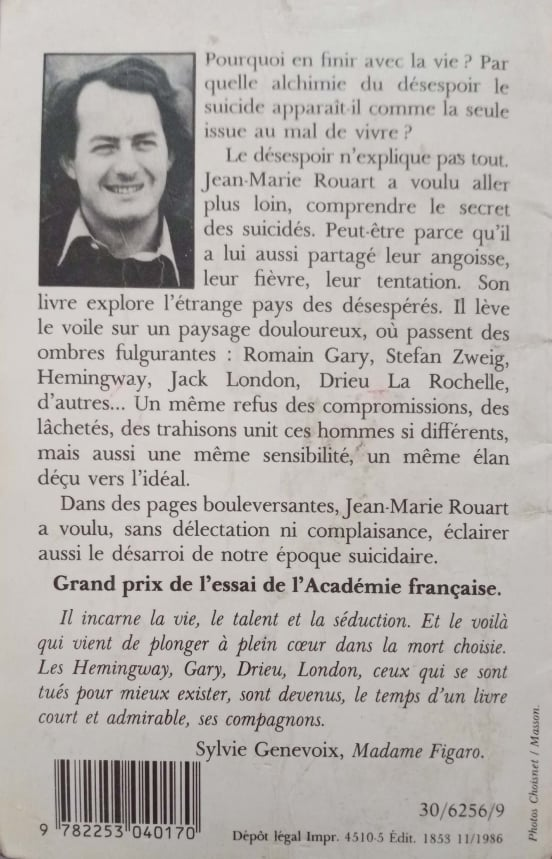 Pourquoi en finir avec la vie ? Par
quelle alchimie du désespoir le
suicide apparaît-il comme la seule
issue au mal de vivre ?
Le désespoir n'explique pas tout.
Jean-Marie Rouart a voulu aller
plus loin, comprendre le secret
des suicidés. Peut-être parce qu'il
a lui aussi partagé leur angoisse,
leur fièvre, leur tentation. Son
livre explore l'étrange pays des désespérés. Il lève
le voile sur un paysage douloureux, où passent des
ombres fulgurantes : Romain Gary, Stefan Zweig,
Hemingway, Jack London, Drieu La Rochelle,
d'autres... Un même refus des compromissions, des
lâchetés, des trahisons unit ces hommes si différents,
mais aussi une même sensibilité, un même élan
déçu vers l'idéal.
Dans des pages bouleversantes, Jean-Marie Rouart
a voulu, sans délectation ni complaisance, éclairer
aussi le désarroi de notre époque suicidaire.
Grand prix de l'essai de l'Académie française.
Il incarne la vie, le talent et la séduction. Et le voilà
qui vient de plonger à plein cœur dans la mort choisie.
Les Hemingway, Gary, Drieu, London, ceux qui se sont
tués pour mieux exister, sont devenus, le temps d'un livre
court et admirable, ses compagnons.
Sylvie Genevoix, Madame Figaro.
Photos Choisnet / Masson.
30/6256/9
9 782253 040170
Dépôt légal Impr. 4510-5 Édit. 1853 11/1986